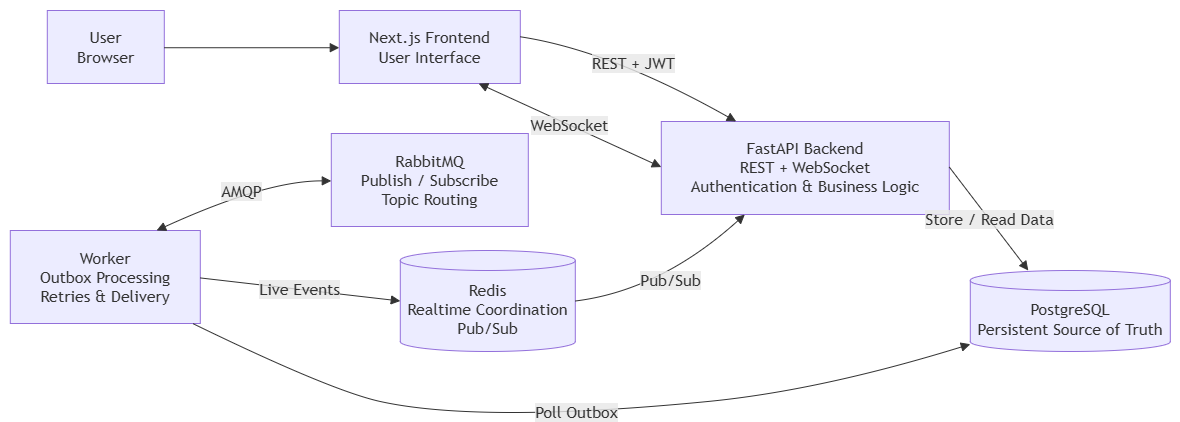 User
Browser
Next.js Frontend
User Interface
REST + JWT
WebSocket
FastAPI Backend
REST + WebSocket
Authentication & Business Logic
RabbitMQ
Publish / Subscribe
Topic Routing
AMQP
Store / Read Data
Worker
Outbox Processing
Retries & Delivery
Live Events
Redis
Realtime Coordination
Pub/Sub
Pub/Sub
PostgreSQL
Persistent Source of Truth
Poll Outbox